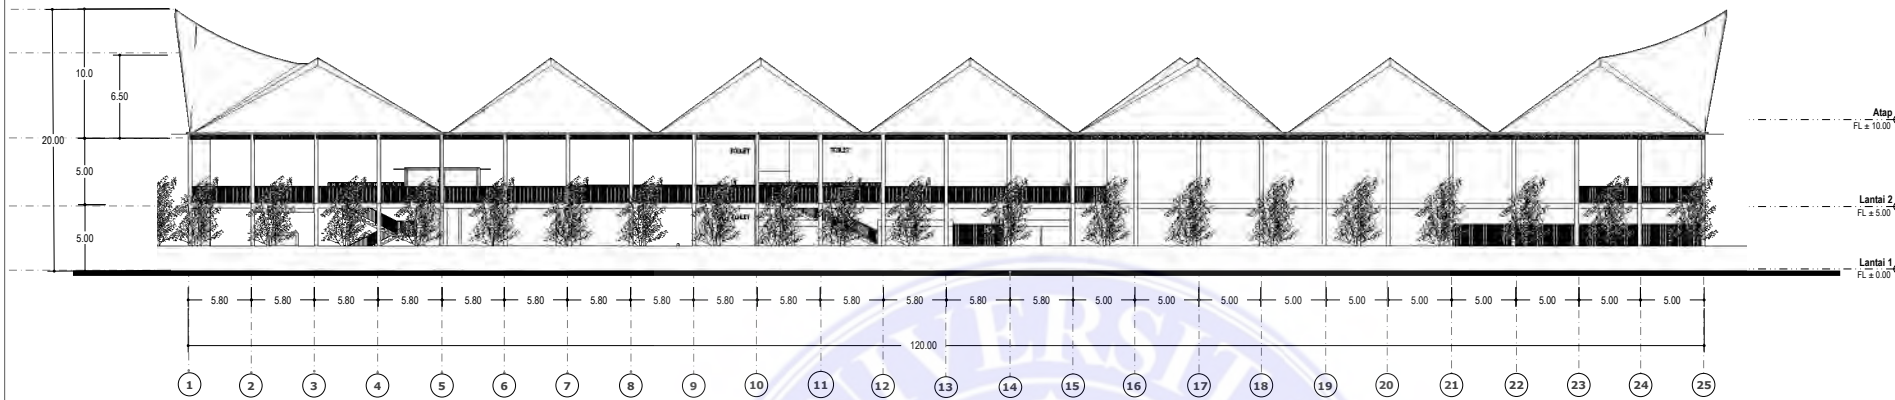 10.0
6.50
20.00
5.00
5.00
Atap
FL ± 10.00
Lantai 2
FL ± 5.00
Lantai 1
FL ± 0.00
TOILET
TOILET
TOILET
5.80 5.80 5.80 5.80 5.80 5.80 5.80 5.80 5.80 5.80 5.80 5.80 5.80 5.80 5.00 5.00 5.00 5.00 5.00 5.00 5.00 5.00 5.00 5.00
120.00
1 2 3 4 5 6 7 8 9 10 11 12 13 14 15 16 17 18 19 20 21 22 23 24 25
IVERSIT